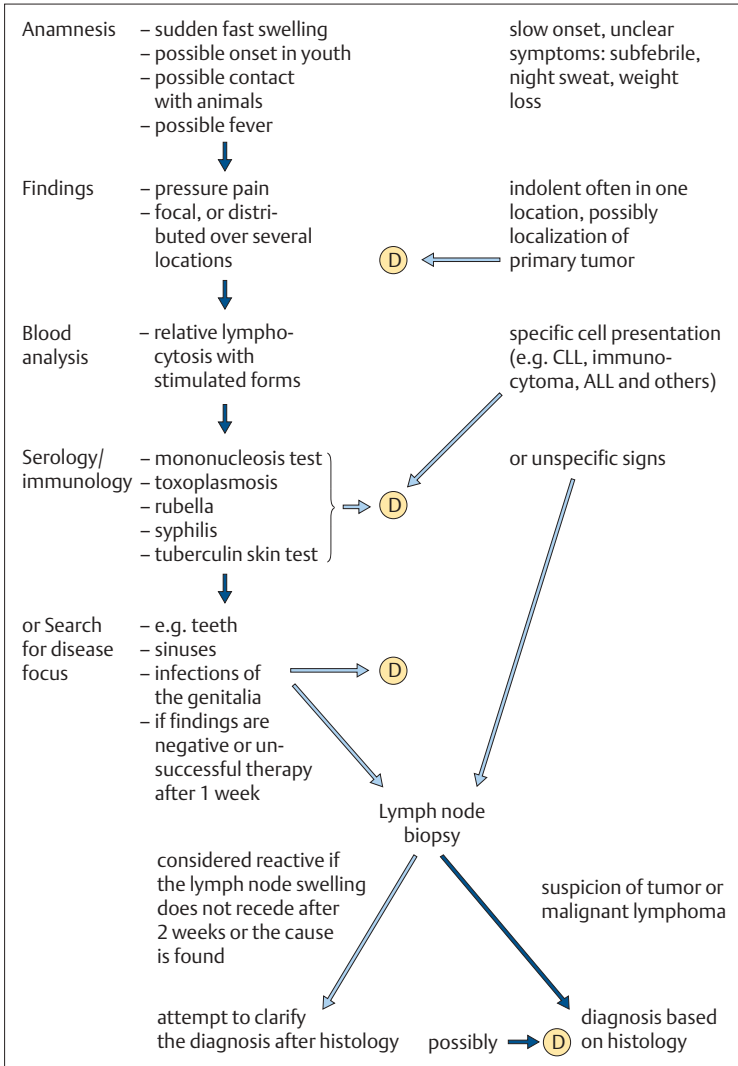 Anamnesis
– sudden fast swelling
– possible onset in youth
– possible contact
with animals
– possible fever
slow onset, unclear
symptoms: subfebrile,
night sweat, weight
loss
Findings
– pressure pain
– focal, or distri-
buted over several
locations
D
indolent often in one
location, possibly
localization of
primary tumor
Blood
analysis
– relative lympho-
cytosis with
stimulated forms
specific cell presentation
(e.g. CLL, immuno-
cytoma, ALL and others)
Serology/
immunology
– mononucleosis test
– toxoplasmosis
– rubella
– syphilis
– tuberculin skin test
D
or unspecific signs
or Search
for disease
focus
– e.g. teeth
– sinuses
– infections of
the genitalia
– if findings are
negative or un-
successful therapy
after 1 week
D
Lymph node
biopsy
considered reactive if
the lymph node swelling
does not recede after
2 weeks or the cause
is found
suspicion of tumor or
malignant lymphoma
attempt to clarify
the diagnosis after histology
possibly
D
diagnosis based
on histology